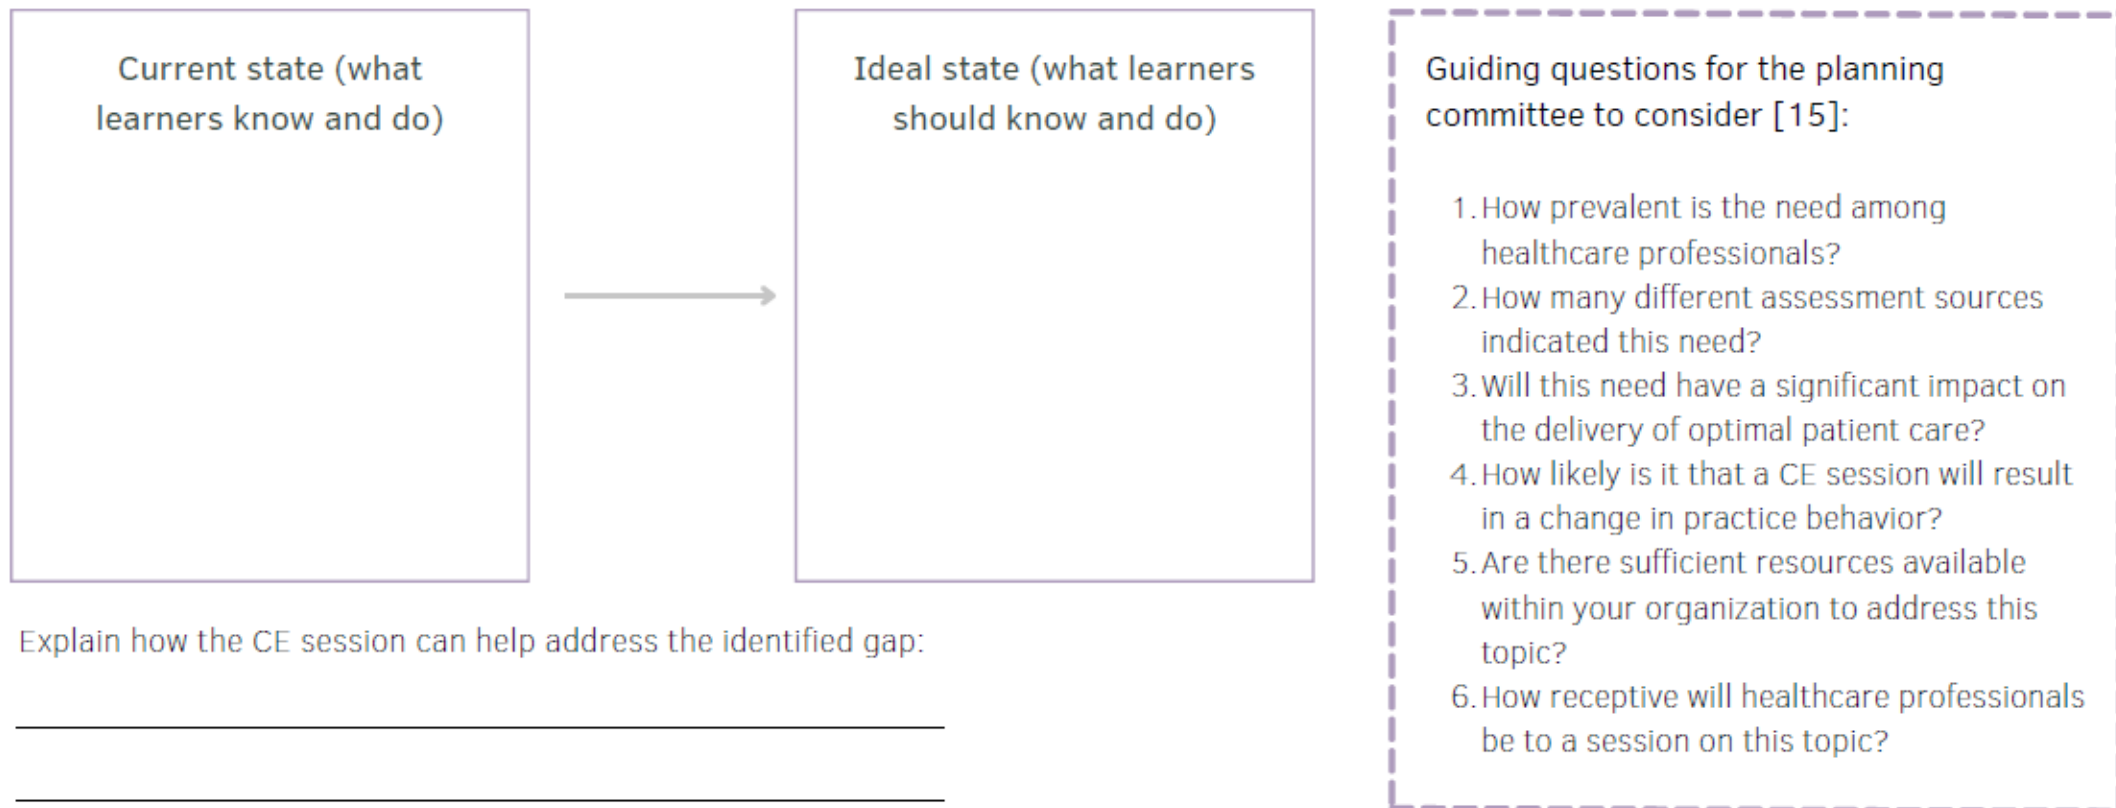 Current state (what
learners know and do)
Ideal state (what learners
should know and do)
Explain how the CE session can help address the identified gap:
Guiding questions for the planning
committee to consider [15]:
1. How prevalent is the need among
healthcare professionals?
2. How many different assessment sources
indicated this need?
3. Will this need have a significant impact on
the delivery of optimal patient care?
4. How likely is it that a CE session will result
in a change in practice behavior?
5. Are there sufficient resources available
within your organization to address this
topic?
6. How receptive will healthcare professionals
be to a session on this topic?